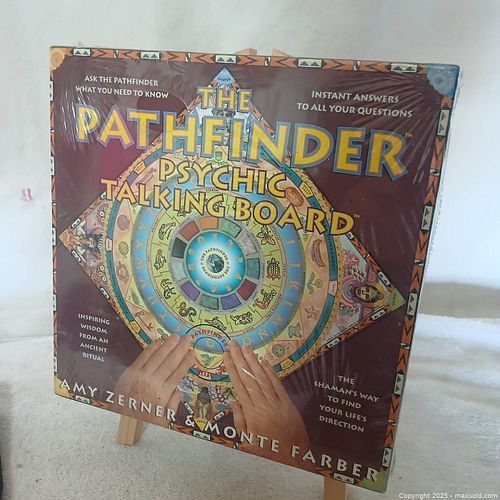 ASK THE PATHFINDER
WHAT YOU NEED TO KNOW
INSTANT ANSWERS
TO ALL YOUR QUESTIONS
THE
PATHFINDER™
PSYCHIC
TALKING BOARD™
INSPIRING
WISDOM
FROM AN
ANCIENT
RITUAL
THE
SHAMAN'S WAY
TO FIND
YOUR LIFE'S
DIRECTION
AMY ZERNER & MONTE FARBER
Copyright 2025 - maxsold.com